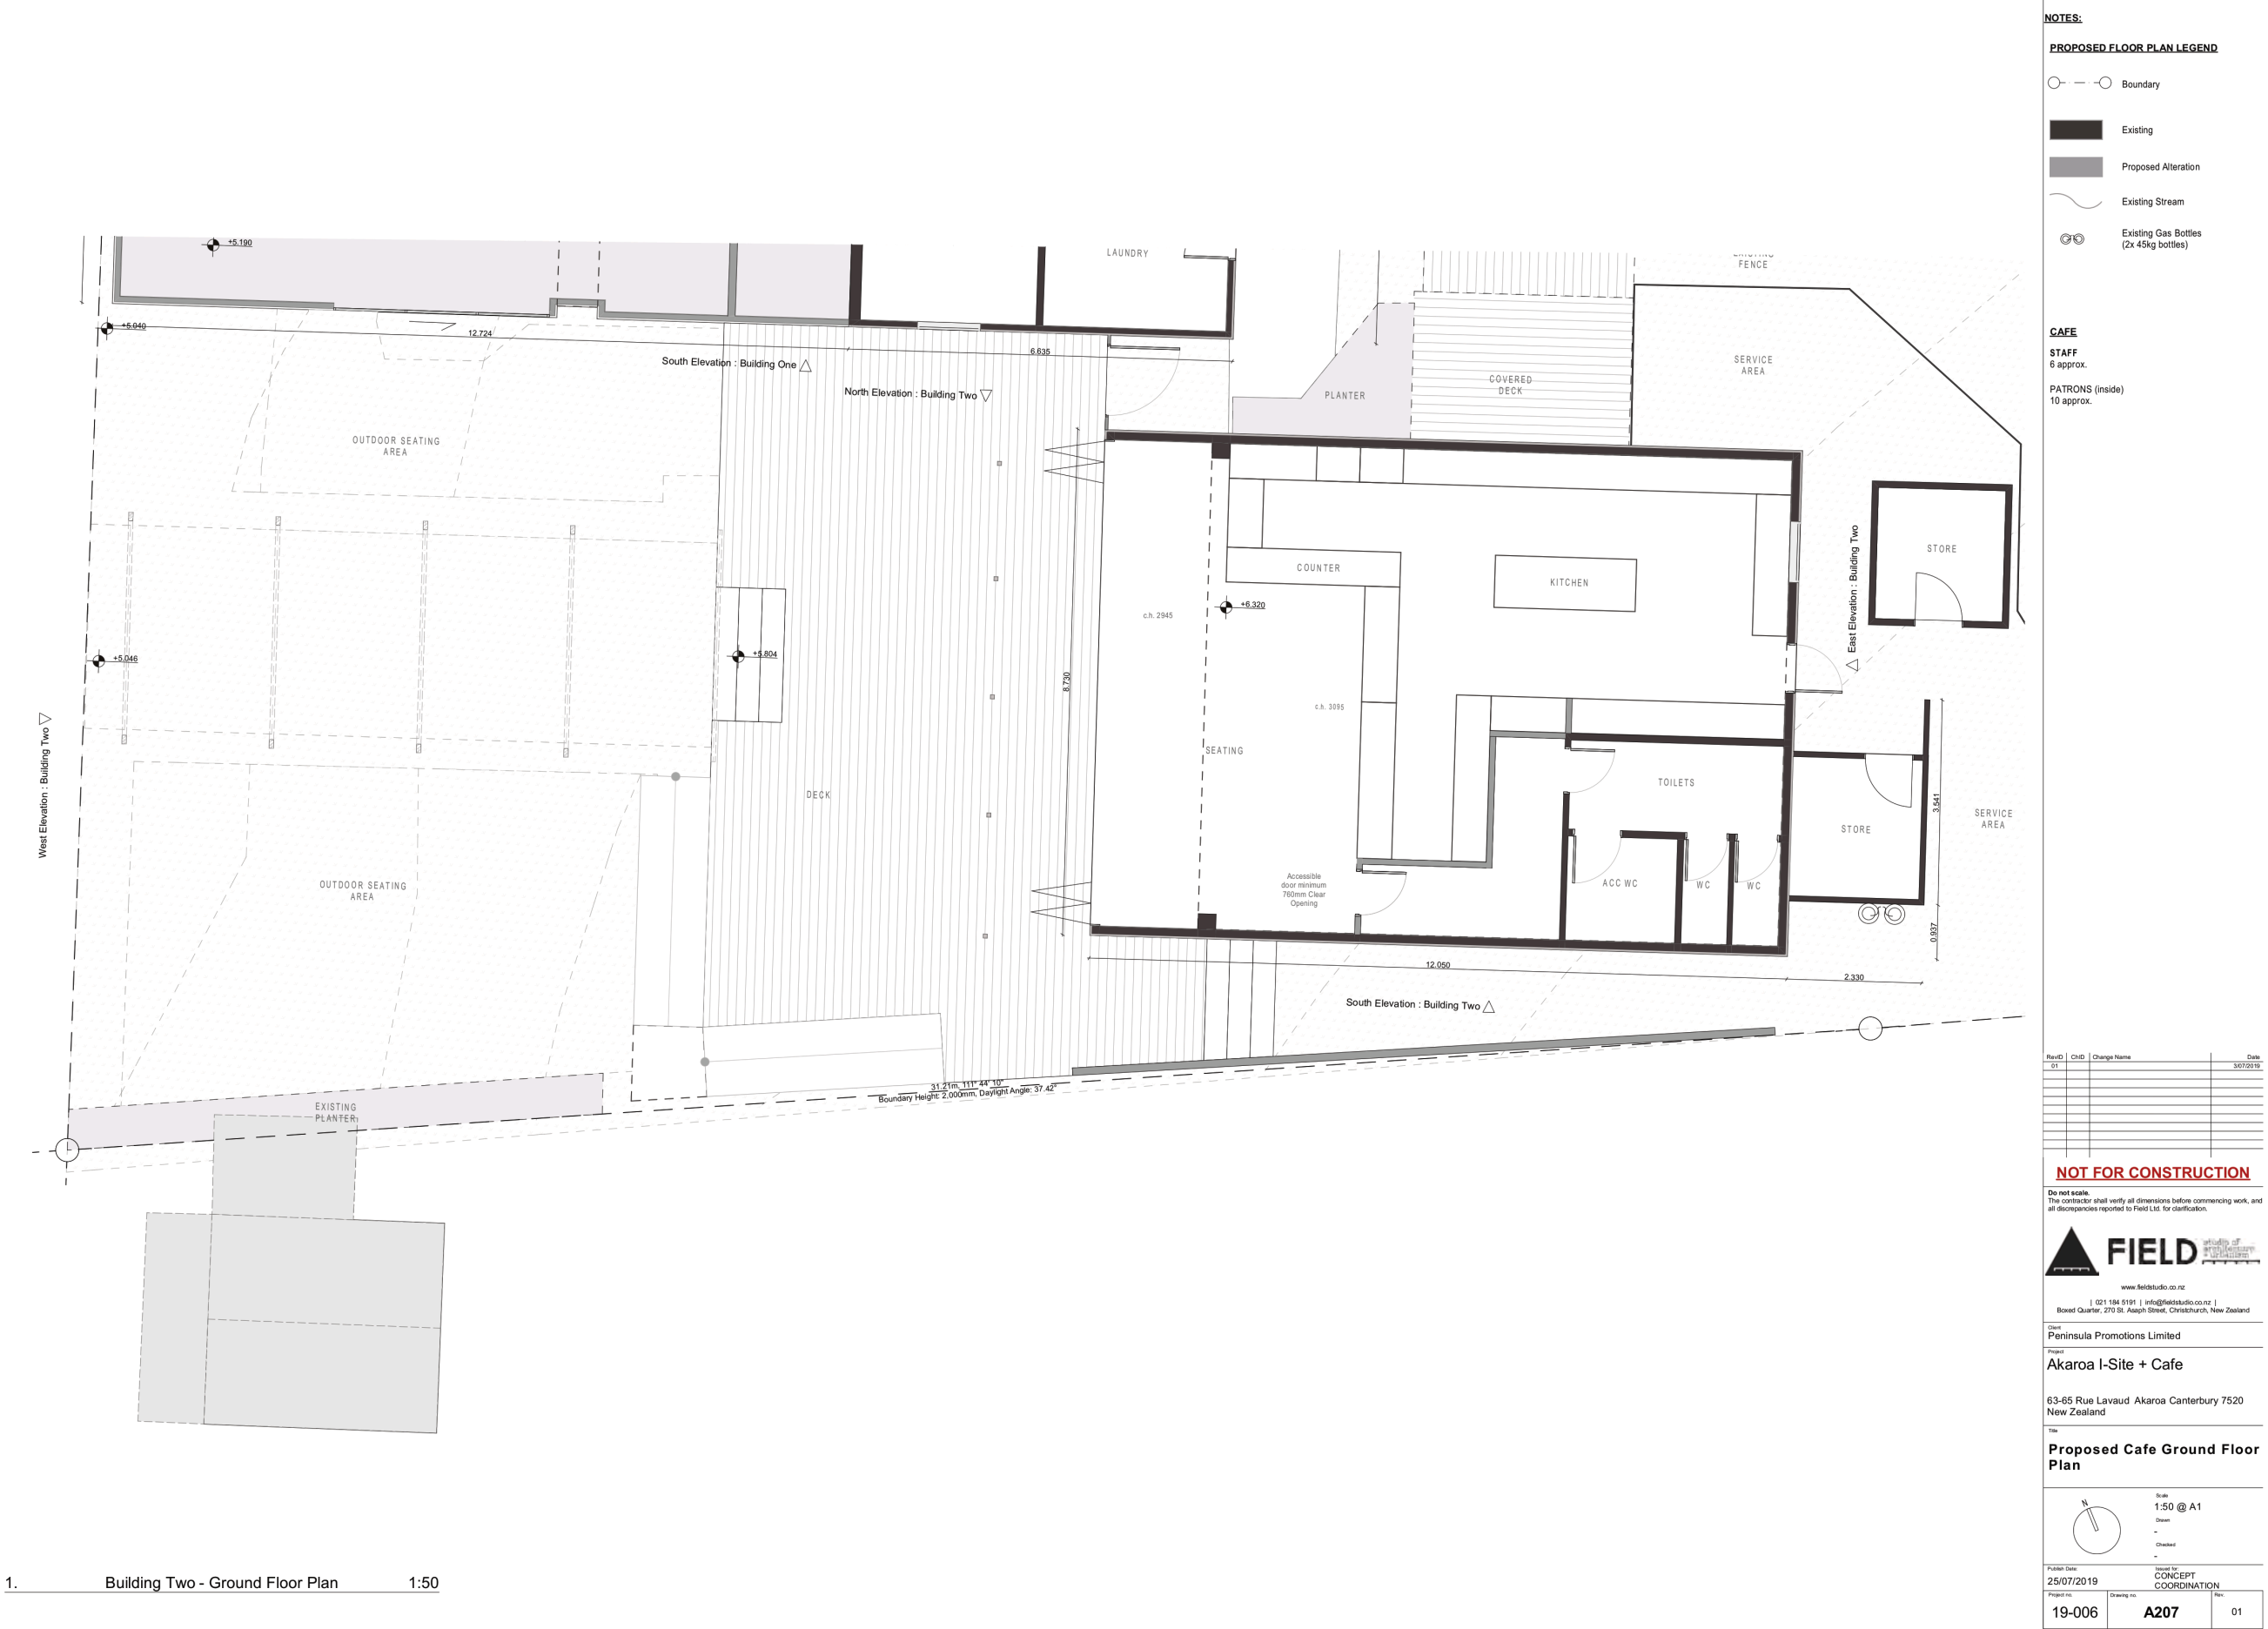 +5.190
LAUNDRY
FENCE
+5.040
12.724
6.635
South Elevation : Building One
North Elevation : Building Two
PLANTER
COVERED
DECK
SERVICE
AREA
OUTDOOR SEATING
AREA
STORE
COUNTER
KITCHEN
East Elevation : Building Two
c.h. 2945
+6.320
+5.046
+5.804
8.730
c.h. 3095
SEATING
West Elevation : Building Two
DECK
TOILETS
3.541
SERVICE
AREA
STORE
OUTDOOR SEATING
AREA
Accessible
door minimum
760mm Clear
Opening
ACC WC
WC
WC
0.937
12.050
2.330
South Elevation : Building Two
31.21m, 111° 44' 10"
Boundary Height: 2,000mm, Daylight Angle: 37.42°
EXISTING
PLANTER
1.
Building Two - Ground Floor Plan
1:50
NOTES:
PROPOSED FLOOR PLAN LEGEND
Boundary
Existing
Proposed Alteration
Existing Stream
Existing Gas Bottles
(2x 45kg bottles)
CAFE
STAFF
6 approx.
PATRONS (inside)
10 approx.
RevID ChID Change Name Date
01 3/07/2019
NOT FOR CONSTRUCTION
Do not scale.
The contractor shall verify all dimensions before commencing work, and
all discrepancies reported to Field Ltd. for clarification.
FIELD
studio of
architecture
+ urbanism
www.fieldstudio.co.nz
| 021 184 5191 | info@fieldstudio.co.nz |
Boxed Quarter, 270 St. Asaph Street, Christchurch, New Zealand
Client
Peninsula Promotions Limited
Project
Akaroa I-Site + Cafe
63-65 Rue Lavaud Akaroa Canterbury 7520
New Zealand
Title
Proposed Cafe Ground Floor
Plan
N
Scale
1:50 @ A1
Drawn
-
Checked
-
Publish Date:
25/07/2019
Issued for:
CONCEPT
COORDINATION
Project no.
19-006
Drawing no.
A207
Rev.
01